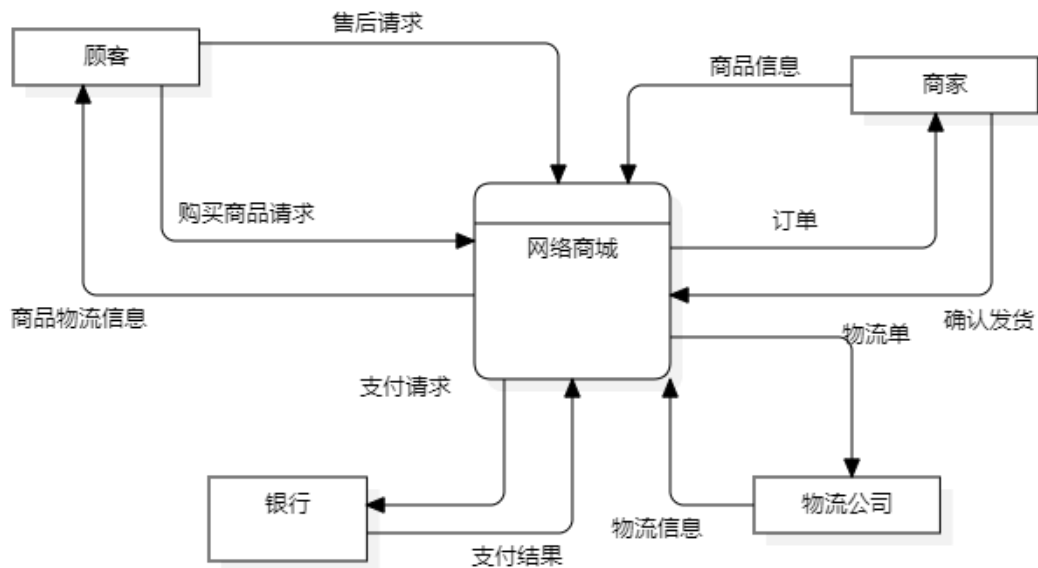 售后请求
顾客
商品信息
商家
购买商品请求
订单
网络商城
商品物流信息
确认发货
物流单
支付请求
银行
物流公司
物流信息
支付结果